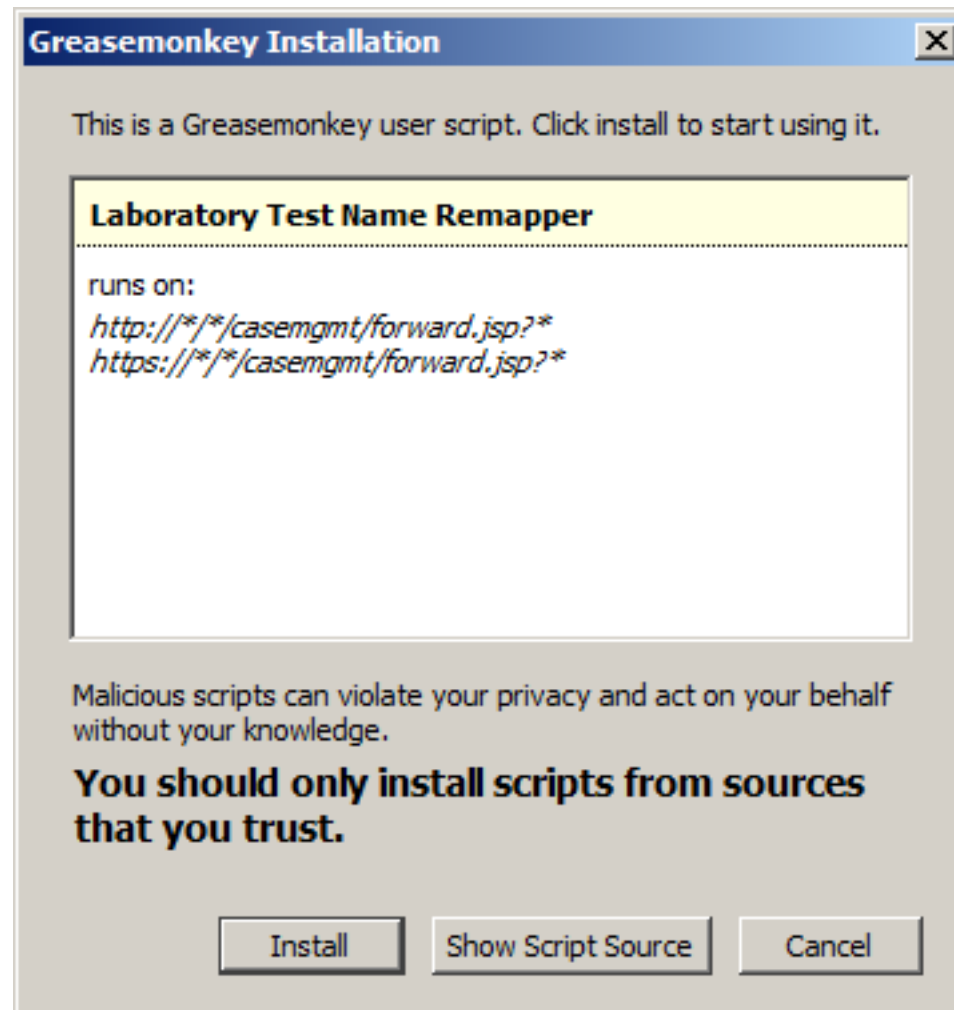 Greasemonkey Installation
This is a Greasemonkey user script. Click install to start using it.
Laboratory Test Name Remapper
runs on:
http://*/*/casemgmt/forward.jsp?*
https://*/*/casemgmt/forward.jsp?*
Malicious scripts can violate your privacy and act on your behalf
without your knowledge.
You should only install scripts from sources
that you trust.
Install Show Script Source Cancel